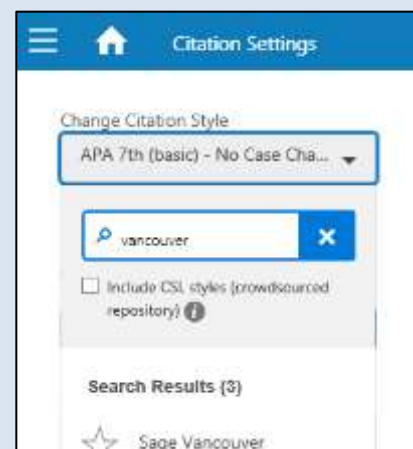 Citation Settings
Change Citation Style
APA 7th (basic) - No Case Cha...
vancouver
Include CSL styles (crowdsourced
repository)
Search Results (3)
Sage Vancouver